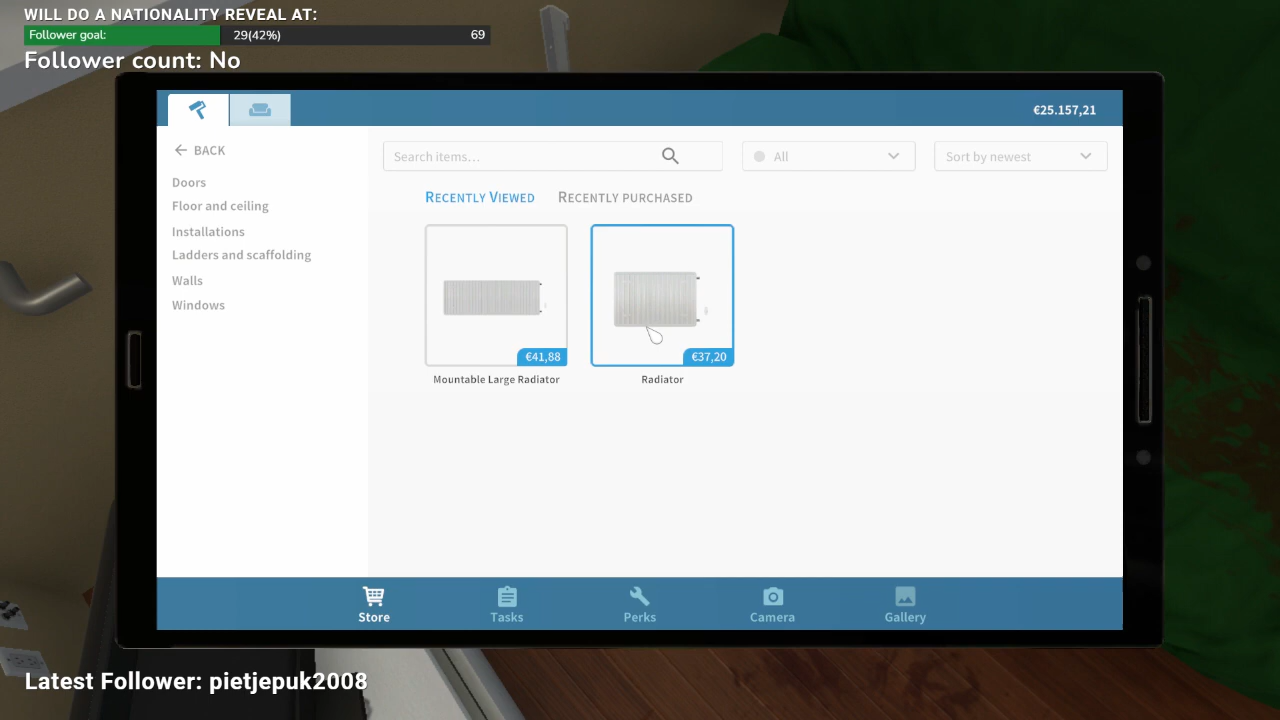 WILL DO A NATIONALITY REVEAL AT:
Follower goal: 29(42%) 69
Follower count: No
€25.157,21
BACK
Search items...
All
Sort by newest
Doors
Floor and ceiling
Installations
Ladders and scaffolding
Walls
Windows
RECENTLY VIEWED RECENTLY PURCHASED
€41,88
€37,20
Mountable Large Radiator
Radiator
Store
Tasks
Perks
Camera
Gallery
Latest Follower: pietjepuk2008